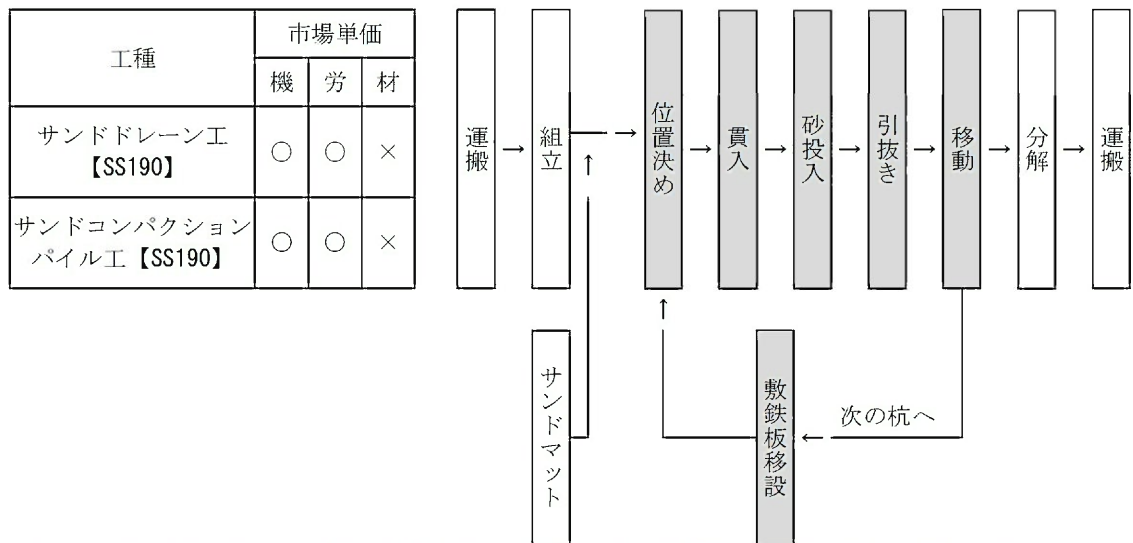 工種
市場単価
機 労 材
サンドドレーン工
【SS190】
○ ○ ×
サンドコンパクション
パイル工【SS190】
○ ○ ×
運搬
→
組立
→
位置決め
→
貫入
→
砂投入
→
引抜き
→
移動
→
分解
→
運搬
サンドマット
↑
↑
敷鉄板移設
←
次の杭へ